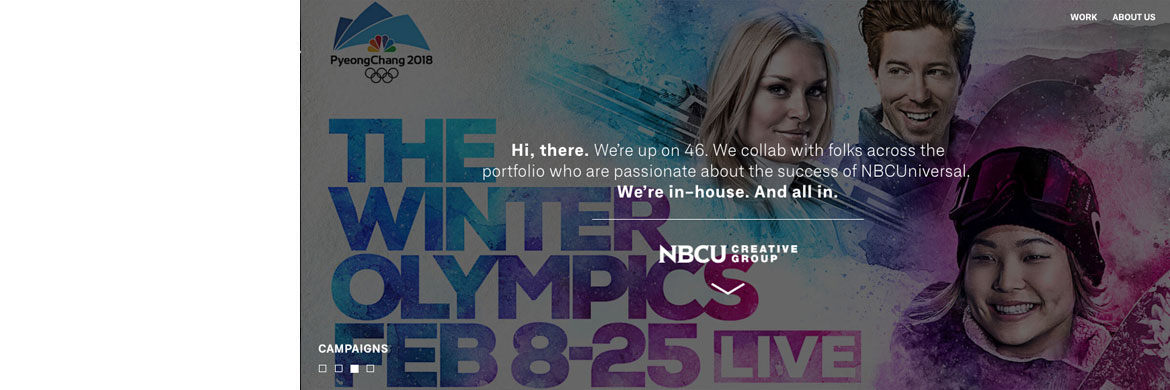 WORK ABOUT US
PyeongChang 2018
THE
WINTER
OLYMPICS
FEB 8-25 LIVE
Hi, there. We’re up on 46. We collab with folks across the
portfolio who are passionate about the success of NBCUniversal.
We’re in-house. And all in.
NBCU CREATIVE
GROUP
CAMPAIGNS